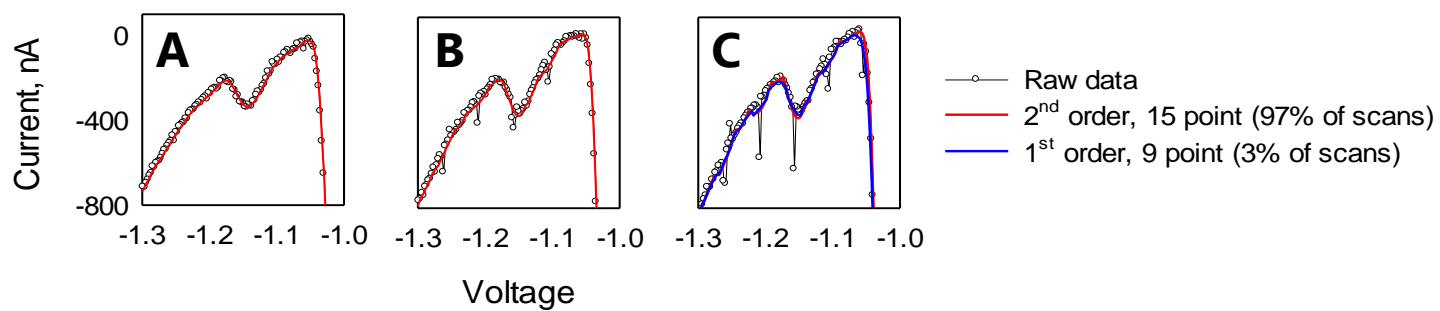 Current, nA
0
-400
-800
A
B
C
-1.3 -1.2 -1.1 -1.0
-1.3 -1.2 -1.1 -1.0
-1.3 -1.2 -1.1 -1.0
Voltage
Raw data
2nd order, 15 point (97% of scans)
1st order, 9 point (3% of scans)